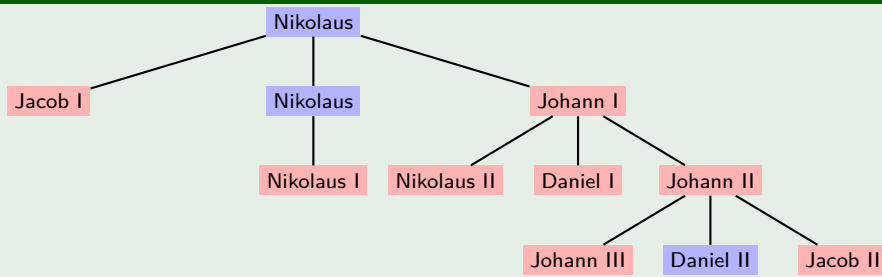 Nikolaus
Jacob I
Nikolaus
Johann I
Nikolaus I
Nikolaus II
Daniel I
Johann II
Johann III
Daniel II
Jacob II